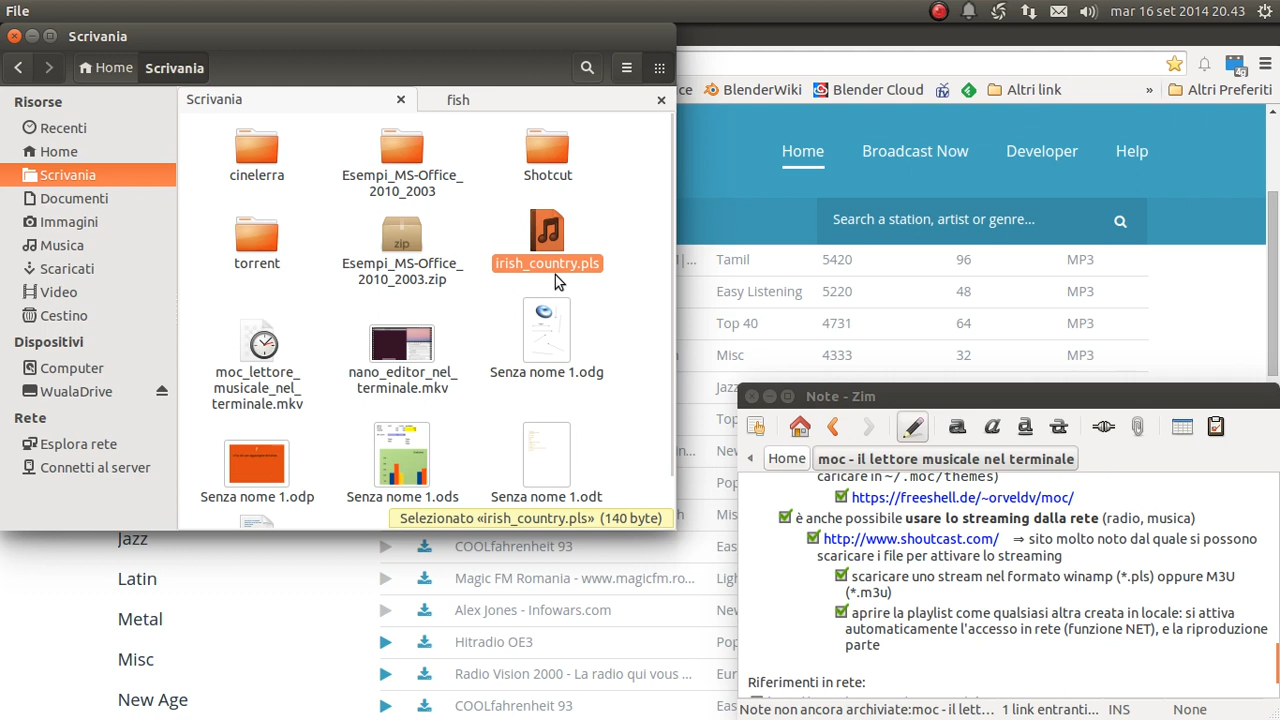 File
mar 16 set 2014 20.43
Scrivania
Home
Scrivania
Risorse
Recenti
Home
Scrivania
Documenti
Immagini
Musica
Scaricati
Video
Cestino
Dispositivi
Computer
WualaDrive
Rete
Esplora rete
Connetti al server
Scrivania
fish
cinelerra
Esempi_MS-Office_
2010_2003
Shotcut
torrent
zip
Esempi_MS-Office_
2010_2003.zip
irish_country.pls
moc_lettore_
musicale_nel_
terminale.mkv
nano_editor_nel_
terminale.mkv
Senza nome 1.odg
Senza nome 1.odp
Senza nome 1.ods
Senza nome 1.odt
Selezionato «irish_country.pls» (140 byte)
ce
BlenderWiki
Blender Cloud
Altri link
»
Altri Preferiti
Home
Broadcast Now
Developer
Help
Search a station, artist or genre...
Tamil 5420 96 MP3
Easy Listening 5220 48 MP3
Top 40 4731 64 MP3
Misc 4333 32 MP3
Jazz
Note - Zim
Home
moc - il lettore musicale nel terminale
caricare in ~/.moc/themes)
https://freeshell.de/~orveldv/moc/
è anche possibile usare lo streaming dalla rete (radio, musica)
http://www.shoutcast.com/ ⇒ sito molto noto dal quale si possono
scaricare i file per attivare lo streaming
scaricare uno stream nel formato winamp (*.pls) oppure M3U
(*.m3u)
aprire la playlist come qualsiasi altra creata in locale: si attiva
automaticamente l'accesso in rete (funzione NET), e la riproduzione
parte
Riferimenti in rete:
Note non ancora archiviate:moc - il lett...
1 link entranti...
INS
None
Jazz
Latin
Metal
Misc
New Age
COOLfahrenheit 93 Eas
Magic FM Romania - www.magicfm.ro... Ligh
Alex Jones - Infowars.com New
Hitradio OE3 Pop
Radio Vision 2000 - La radio qui vous ... Eur
COOLfahrenheit 93 Eas